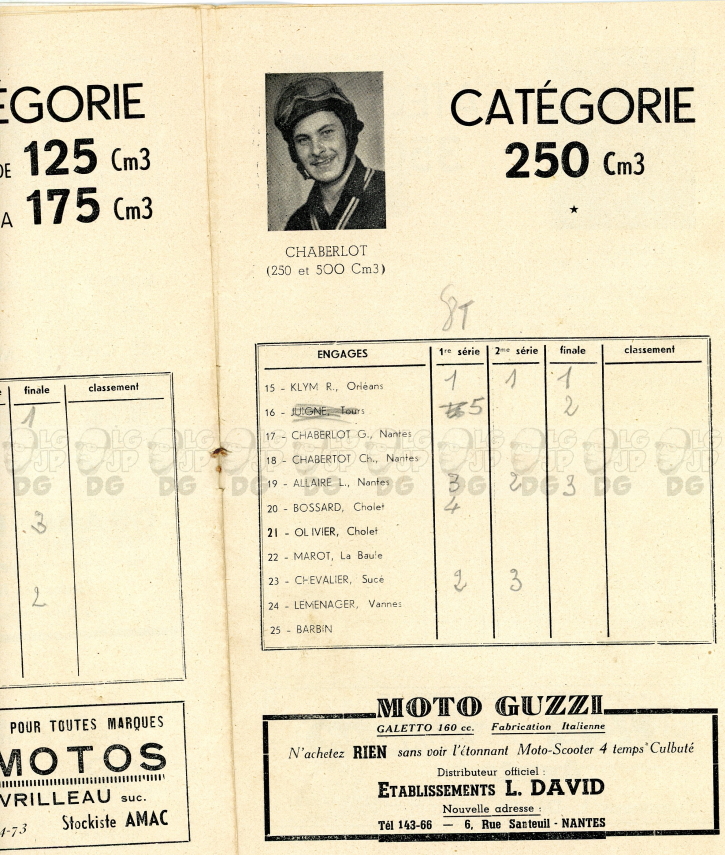 ÉGORIE
DE 125 Cm3
A 175 Cm3
finale classement
1
3
2
POUR TOUTES MARQUES
MOTOS
VRILLEAU suc.
4-73 Stockiste AMAC
CATÉGORIE
250 Cm3
CHABERLOT
(250 et 500 Cm3)
ENGAGES 1re série 2me série finale classement
15 - KLYM R., Orléans 1 1 1
16 - JUIGNE, Tours 5 2
17 - CHABERLOT G., Nantes
18 - CHABERTOT Ch., Nantes
19 - ALLAIRE L., Nantes 3 2 3
20 - BOSSARD, Cholet 4
21 - OLIVIER, Cholet
22 - MAROT, La Baule
23 - CHEVALIER, Sucé 2 3
24 - LEMENAGER, Vannes
25 - BARBIN
MOTO GUZZI
GALETTO 160 cc. Fabrication Italienne
N'achetez RIEN sans voir l'étonnant Moto-Scooter 4 temps Culbuté
Distributeur officiel :
ETABLISSEMENTS L. DAVID
Nouvelle adresse :
Tél 143-66 — 6, Rue Santeuil - NANTES